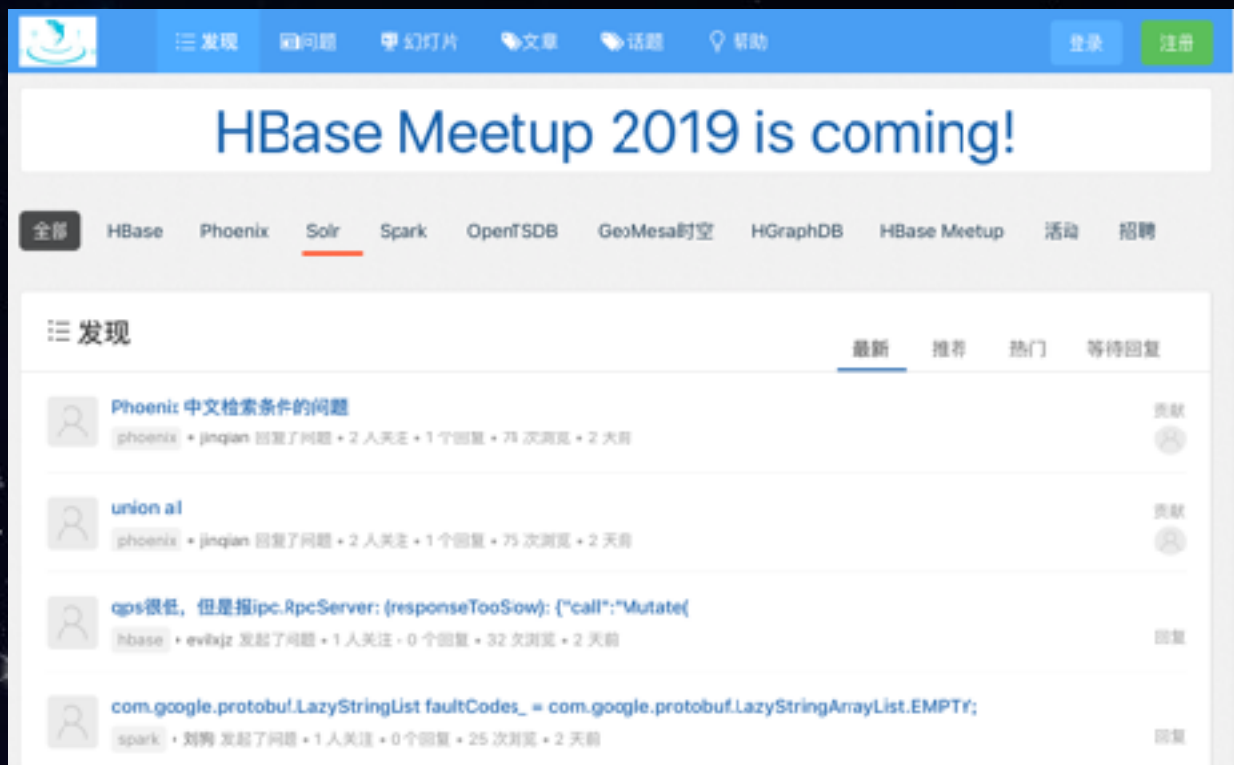 发现 问题 幻灯片 文章 话题 帮助 登录 注册
HBase Meetup 2019 is coming!
全部 HBase Phoenix Solr Spark OpenTSDB GeoMesa时空 HGraphDB HBase Meetup 活动 招聘
发现
最新 推荐 热门 等待回复
Phoenix 中文检索条件的问题
贡献
phoenix • jinqian 回复了问题 • 2 人关注 • 1 个回复 • 次浏览 • 2 天前
union all
贡献
phoenix • jinqian 回复了问题 • 2 人关注 • 1 个回复 • 75 次浏览 • 2 天前
qps很低，但是报ipc.RpcServer: (responseTooSlow): {"call":"Mutate(
hbase • evilxjz 发起了问题 • 1 人关注 • 0 个回复 • 32 次浏览 • 2 天前
回复
com.google.protobuf.LazyStringList faultCodes_ = com.google.protobuf.LazyStringArrayList.EMPTY;
spark • 刘狗 发起了问题 • 1 人关注 • 0 个回复 • 25 次浏览 • 2 天前
回复